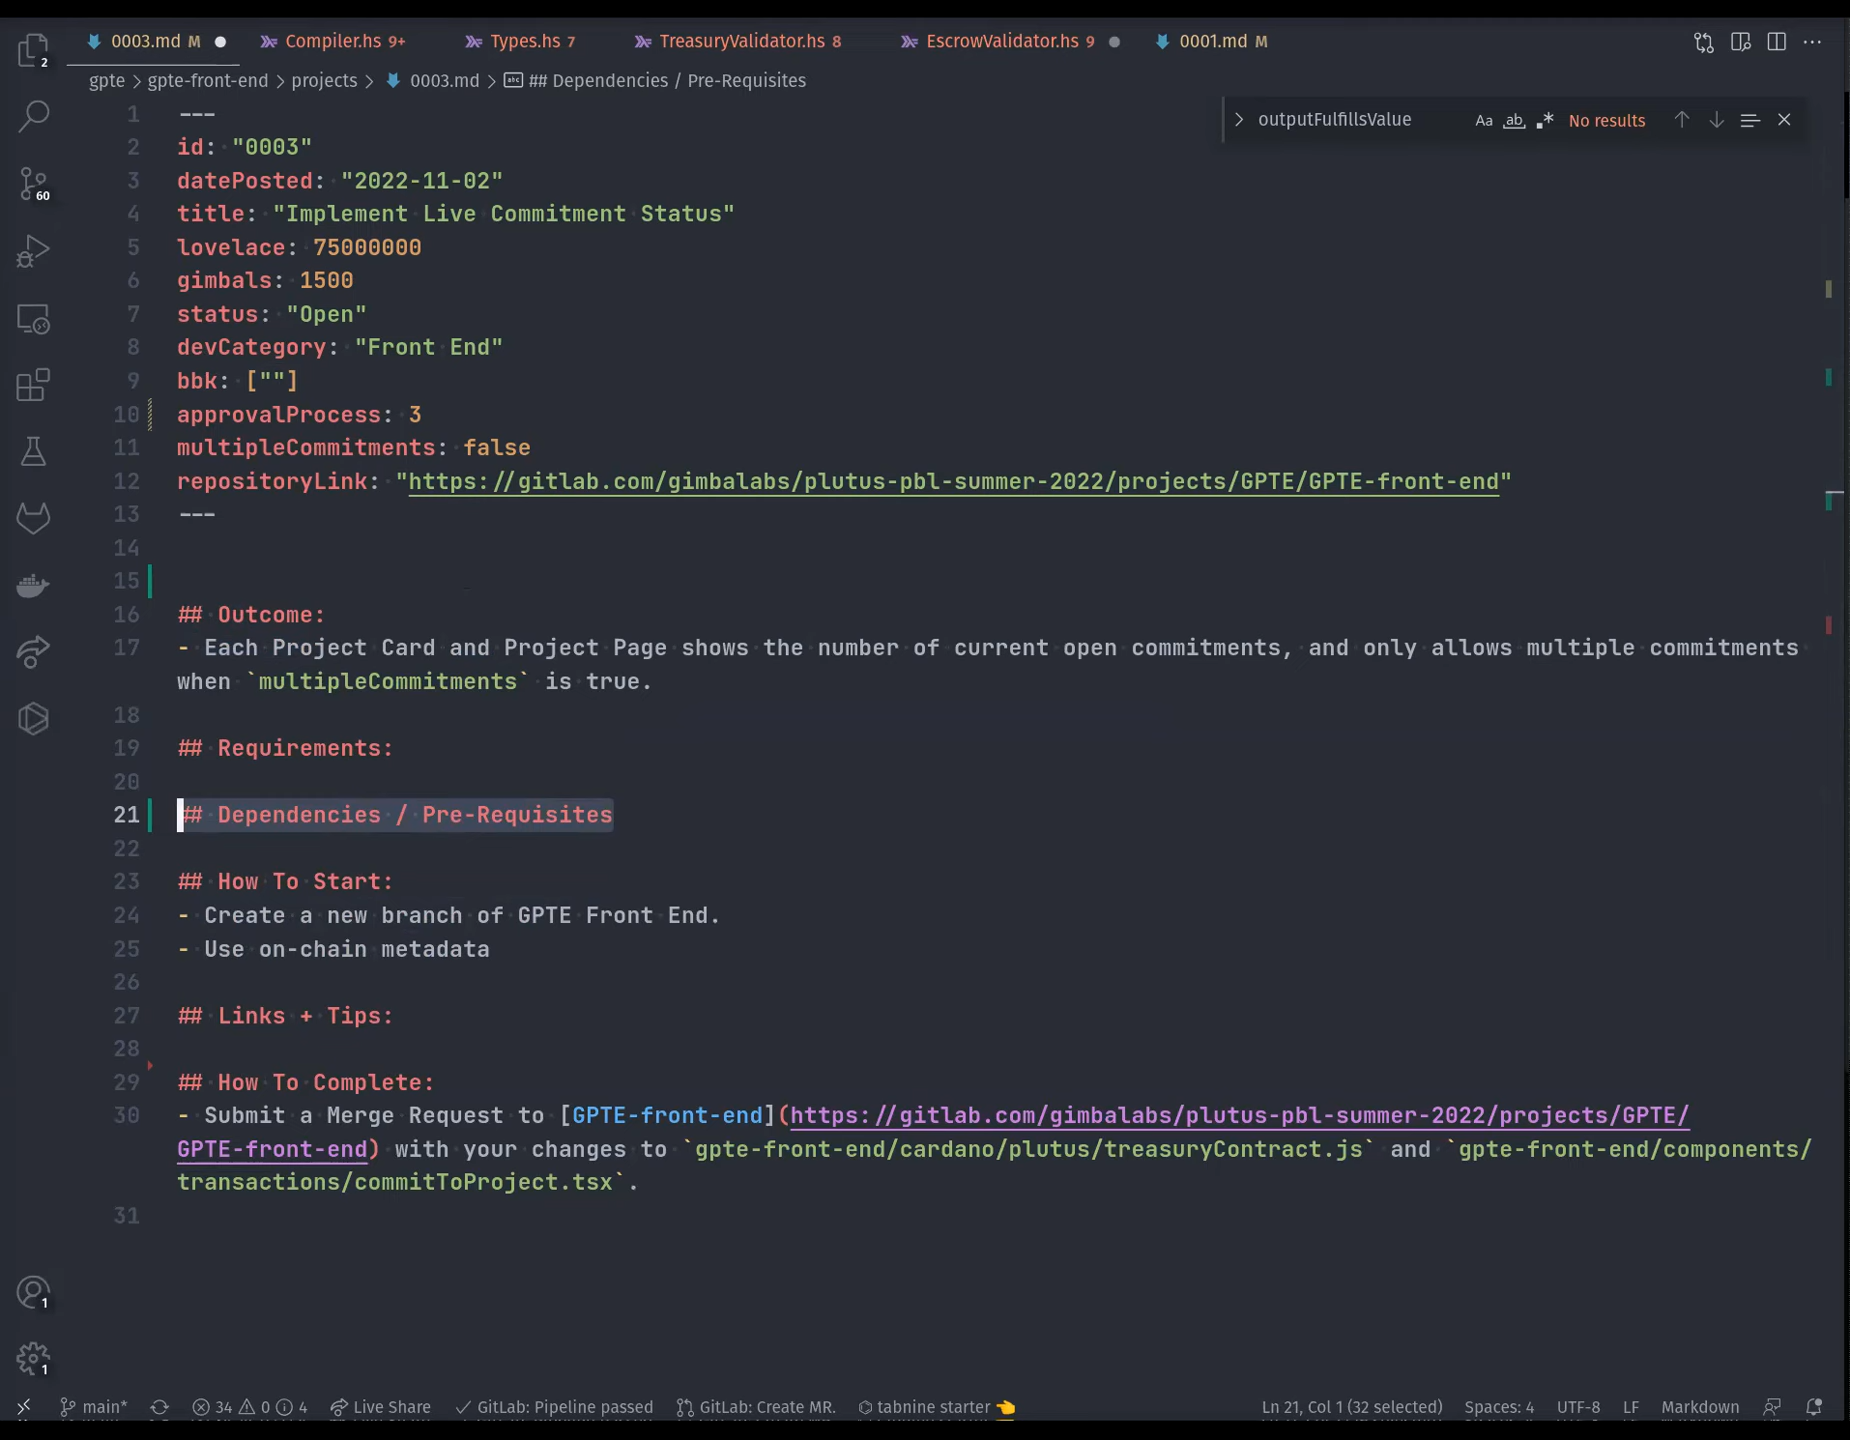 0003.md M
Compiler.hs 9+
Types.hs 7
TreasuryValidator.hs 8
EscrowValidator.hs 9
0001.md M
gpte > gpte-front-end > projects > 0003.md > ## Dependencies / Pre-Requisites
outputFulfillsValue Aa ab .* No results
1 ---
2 id: "0003"
3 datePosted: "2022-11-02"
4 title: "Implement Live Commitment Status"
5 lovelace: 75000000
6 gimbals: 1500
7 status: "Open"
8 devCategory: "Front End"
9 bbk: [""]
10 approvalProcess: 3
11 multipleCommitments: false
12 repositoryLink: "https://gitlab.com/gimbalabs/plutus-pbl-summer-2022/projects/GPTE/GPTE-front-end"
13 ---
14
15
16 ## Outcome:
17 - Each Project Card and Project Page shows the number of current open commitments, and only allows multiple commitments
when `multipleCommitments` is true.
18
19 ## Requirements:
20
21 ## Dependencies / Pre-Requisites
22
23 ## How To Start:
24 - Create a new branch of GPTE Front End.
25 - Use on-chain metadata
26
27 ## Links + Tips:
28
29 ## How To Complete:
30 - Submit a Merge Request to [GPTE-front-end](https://gitlab.com/gimbalabs/plutus-pbl-summer-2022/projects/GPTE/
GPTE-front-end) with your changes to `gpte-front-end/cardano/plutus/treasuryContract.js` and `gpte-front-end/components/
transactions/commitToProject.tsx`.
31
2
60
1
1
main* 34 0 4 Live Share GitLab: Pipeline passed GitLab: Create MR. tabnine starter 👈 Ln 21, Col 1 (32 selected) Spaces: 4 UTF-8 LF Markdown